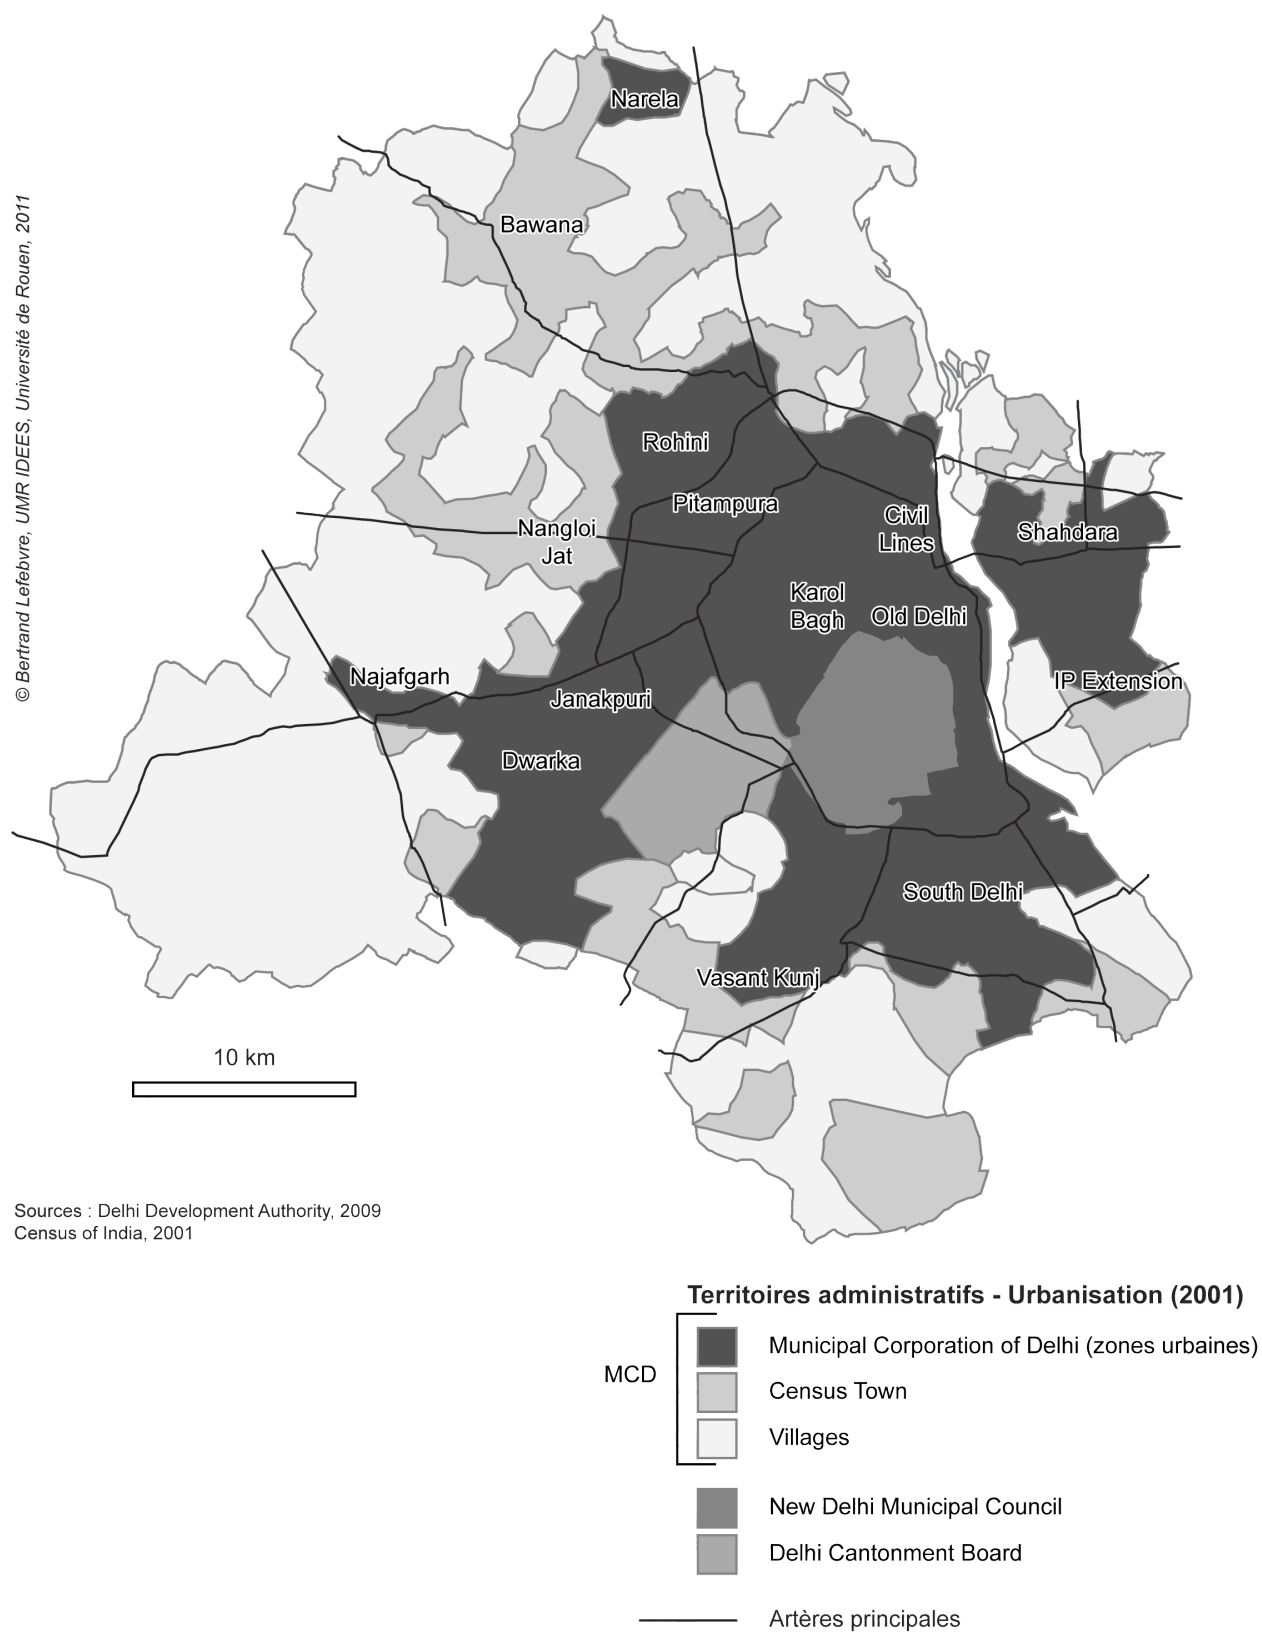 Narela
Bawana
Rohini
Pitampura
Nangloi
Jat
Civil
Lines
Shahdara
Karol
Bagh
Old Delhi
Najafgarh
Janakpuri
IP Extension
Dwarka
South Delhi
Vasant Kunj
© Bertrand Lefebvre, UMR IDEES, Université de Rouen, 2011
10 km
Sources : Delhi Development Authority, 2009
Census of India, 2001
Territoires administratifs - Urbanisation (2001)
MCD
Municipal Corporation of Delhi (zones urbaines)
Census Town
Villages
New Delhi Municipal Council
Delhi Cantonment Board
Artères principales